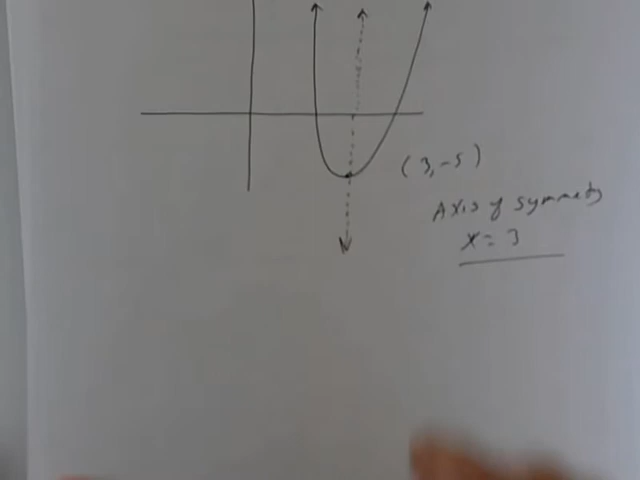 (3,-5)
Axis of symmetry
x = 3